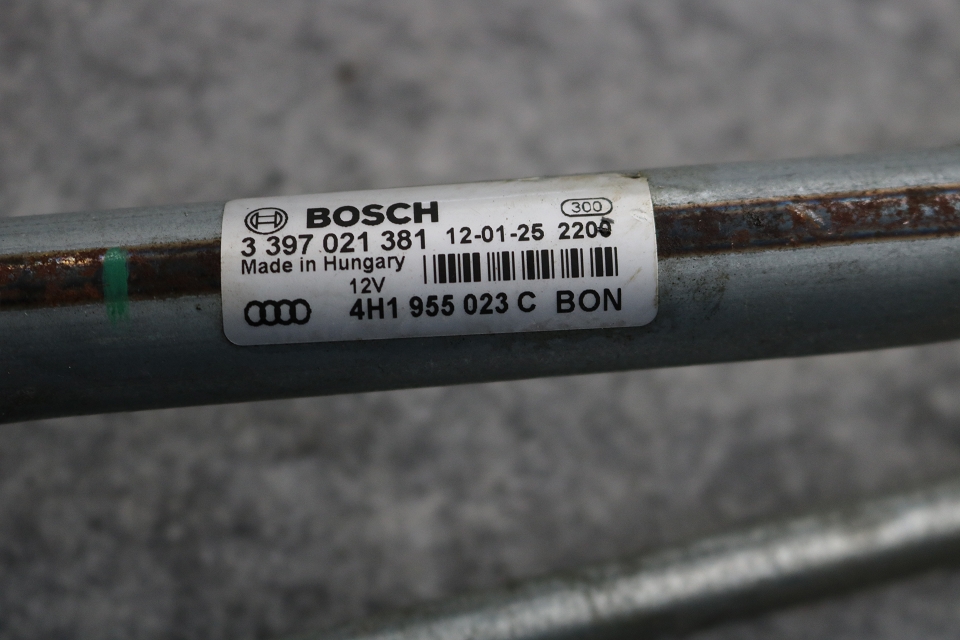 BOSCH 300
3 397 021 381 12-01-25
Made in Hungary
12V
4H1 955 023 C BON